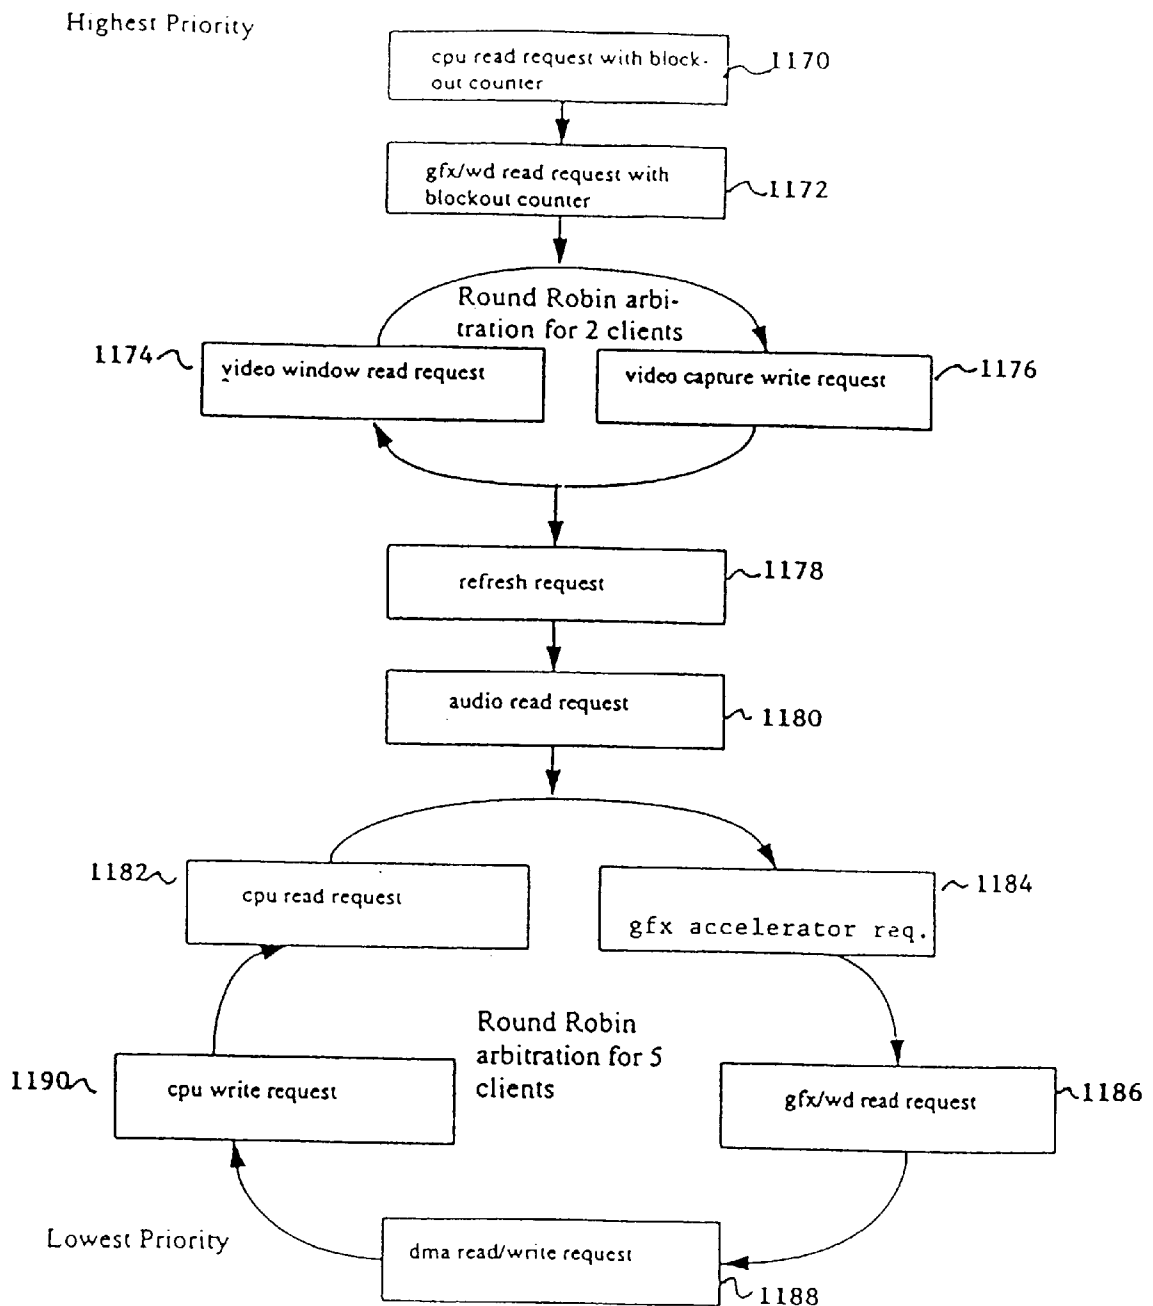 Highest Priority
cpu read request with block-
out counter
1170
gfx/wd read request with
blockout counter
1172
Round Robin arbi-
tration for 2 clients
1174
video window read request
video capture write request
1176
refresh request
1178
audio read request
1180
1182
cpu read request
gfx accelerator req.
1184
Round Robin
arbitration for 5
clients
1190
cpu write request
gfx/wd read request
1186
Lowest Priority
dma read/write request
1188